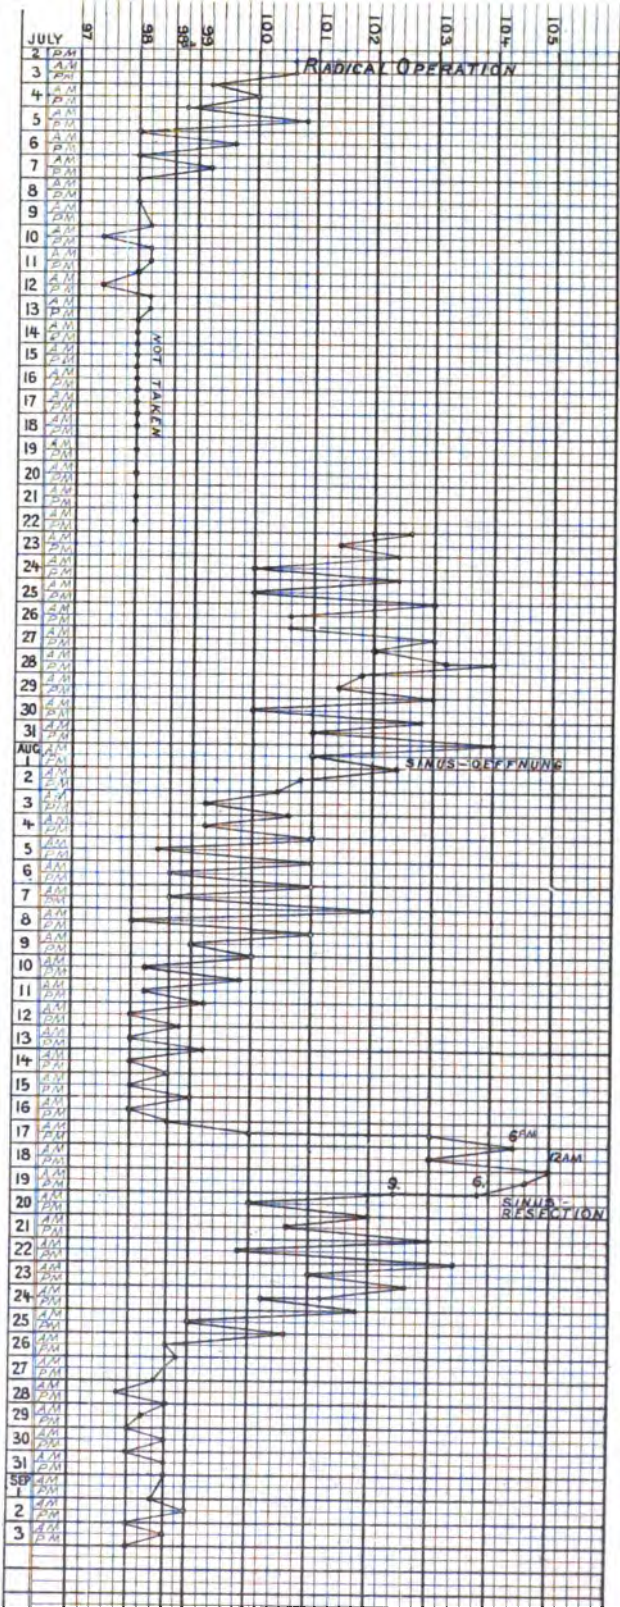 JULY 97 98 98⁴ 99 100 101 102 103 104 105
2 PM
3 AM PM RADICAL OPERATION
4 AM PM
5 AM PM
6 AM PM
7 AM PM
8 AM PM
9 AM PM
10 AM PM
11 AM PM
12 AM PM
13 AM PM
14 AM PM
15 AM PM
16 AM PM
17 AM PM
18 AM PM
19 AM PM
20 AM PM
21 AM PM
22 AM PM
NOT TAKEN
23 AM PM
24 AM PM
25 AM PM
26 AM PM
27 AM PM
28 AM PM
29 AM PM
30 AM PM
31 AM PM
AUG 1 AM PM SINUS-OEFFNUNG
2 AM PM
3 AM PM
4 AM PM
5 AM PM
6 AM PM
7 AM PM
8 AM PM
9 AM PM
10 AM PM
11 AM PM
12 AM PM
13 AM PM
14 AM PM
15 AM PM
16 AM PM
17 AM PM 6 PM
18 AM PM 12 AM
19 AM PM 9. 6.
20 AM PM SINUS-
RESECTION
21 AM PM
22 AM PM
23 AM PM
24 AM PM
25 AM PM
26 AM PM
27 AM PM
28 AM PM
29 AM PM
30 AM PM
31 AM PM
SEP 1 AM PM
2 AM PM
3 AM PM